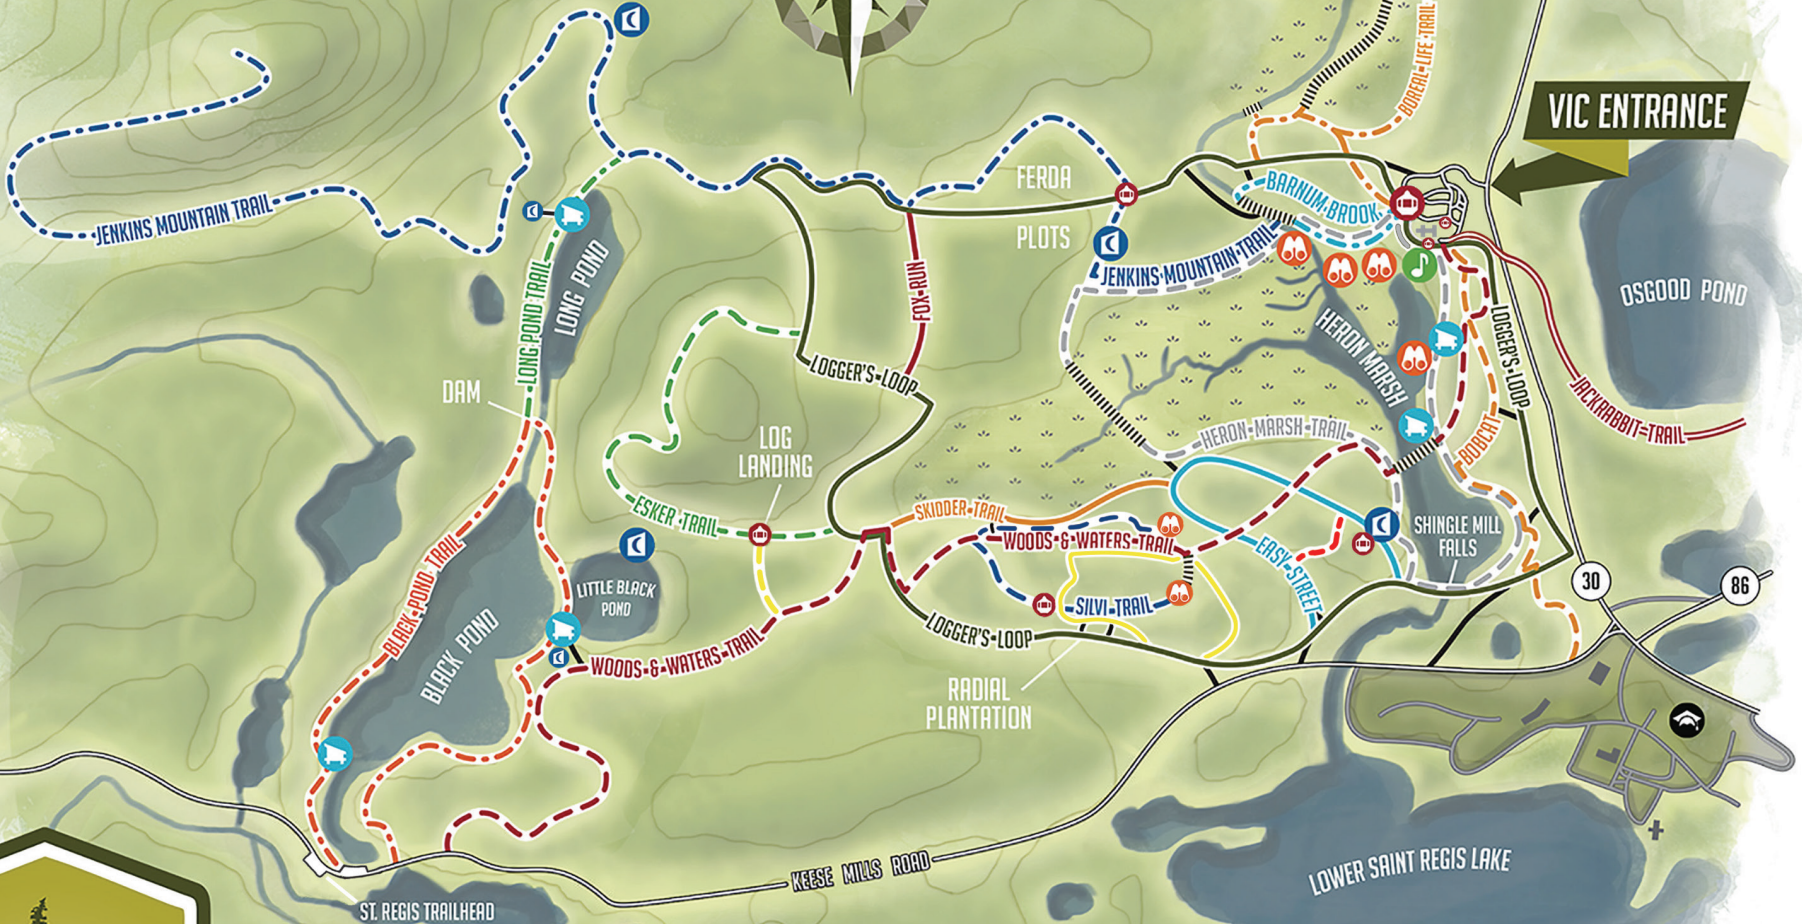 BOREAL-LIFE-TRAIL
VIC ENTRANCE
FERDA
PLOTS
BARNUM-BROOK
JENKINS MOUNTAIN TRAIL
JENKINS-MOUNTAIN-TRAIL
LONG POND TRAIL
LONG POND
FOX-RUN
HERON MARSH
LOGGER'S-LOOP
OSGOOD POND
LOGGER'S-LOOP
DAM
JACKRABBIT-TRAIL
LOG
LANDING
HERON-MARSH-TRAIL
BOBCAT
ESKER TRAIL
SKIDDER-TRAIL
WOODS & WATERS-TRAIL
EASY-STREET
SHINGLE MILL
FALLS
BLACK-POND TRAIL
BLACK POND
LITTLE BLACK
POND
SILVI-TRAIL
30
86
LOGGER'S-LOOP
WOODS & WATERS-TRAIL
RADIAL
PLANTATION
KEESE MILLS ROAD
LOWER SAINT REGIS LAKE
ST. REGIS TRAILHEAD